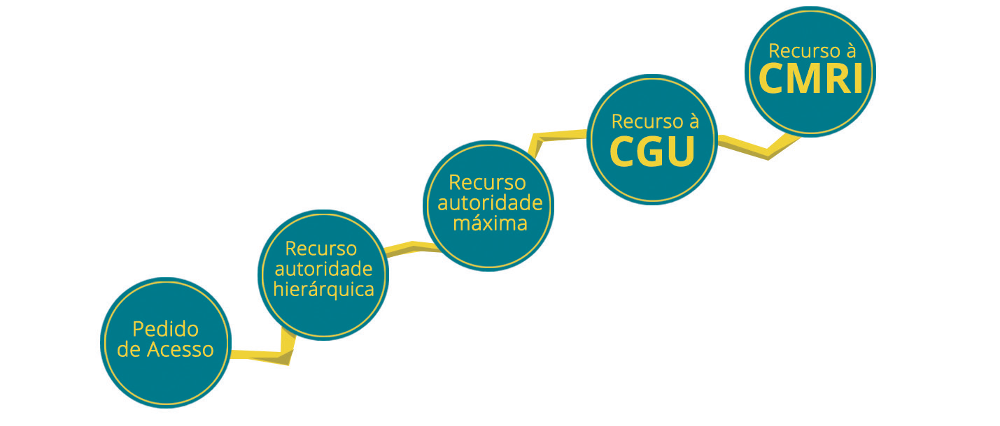 Pedido
de Acesso
Recurso
autoridade
hierárquica
Recurso
autoridade
máxima
Recurso à
CGU
Recurso à
CMRI